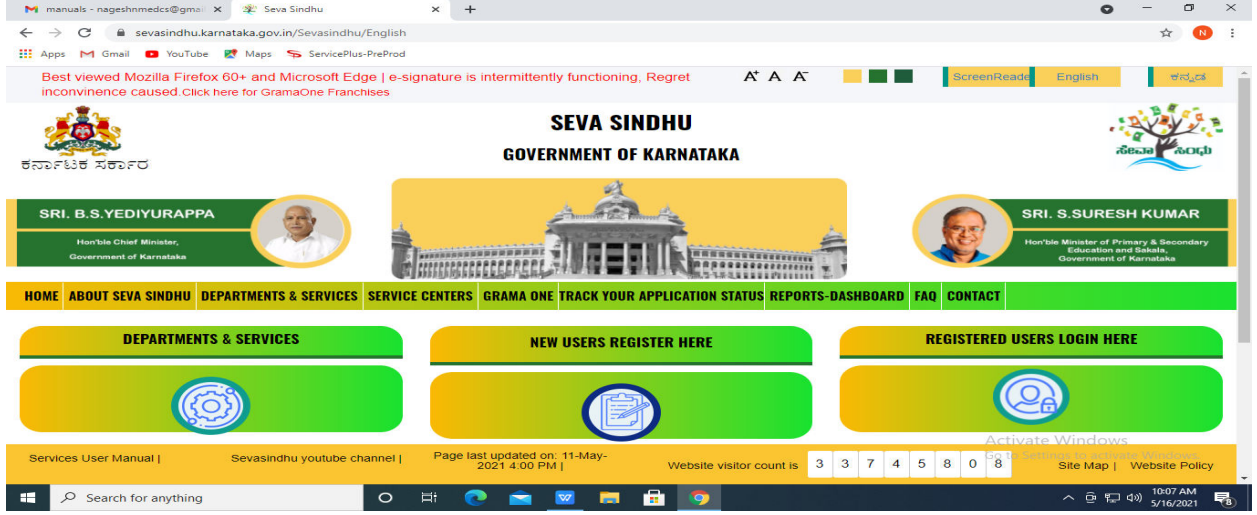 manuals - nageshnmedcs@gmai
Seva Sindhu
sevasindhu.karnataka.gov.in/Sevasindhu/English
N
Apps Gmail YouTube Maps ServicePlus-PreProd
Best viewed Mozilla Firefox 60+ and Microsoft Edge | e-signature is intermittently functioning, Regret
inconvinence caused.Click here for GramaOne Franchises
A+ A A-
ScreenReade English ಕನ್ನಡ
SEVA SINDHU
GOVERNMENT OF KARNATAKA
ಕರ್ನಾಟಕ ಸರ್ಕಾರ
ಸೇವಾ ಸಿಂಧು
SRI. B.S.YEDIYURAPPA
Hon'ble Chief Minister,
Government of Karnataka
SRI. S.SURESH KUMAR
Hon'ble Minister of Primary & Secondary
Education and Sakala,
Government of Karnataka
HOME ABOUT SEVA SINDHU DEPARTMENTS & SERVICES SERVICE CENTERS GRAMA ONE TRACK YOUR APPLICATION STATUS REPORTS-DASHBOARD FAQ CONTACT
DEPARTMENTS & SERVICES
NEW USERS REGISTER HERE
REGISTERED USERS LOGIN HERE
Activate Windows
Go to Settings to activate Windows.
Services User Manual |
Sevasindhu youtube channel |
Page last updated on: 11-May-
2021 4:00 PM |
Website visitor count is 3 3 7 4 5 8 0 8
Site Map | Website Policy
Search for anything
10:07 AM
5/16/2021
8